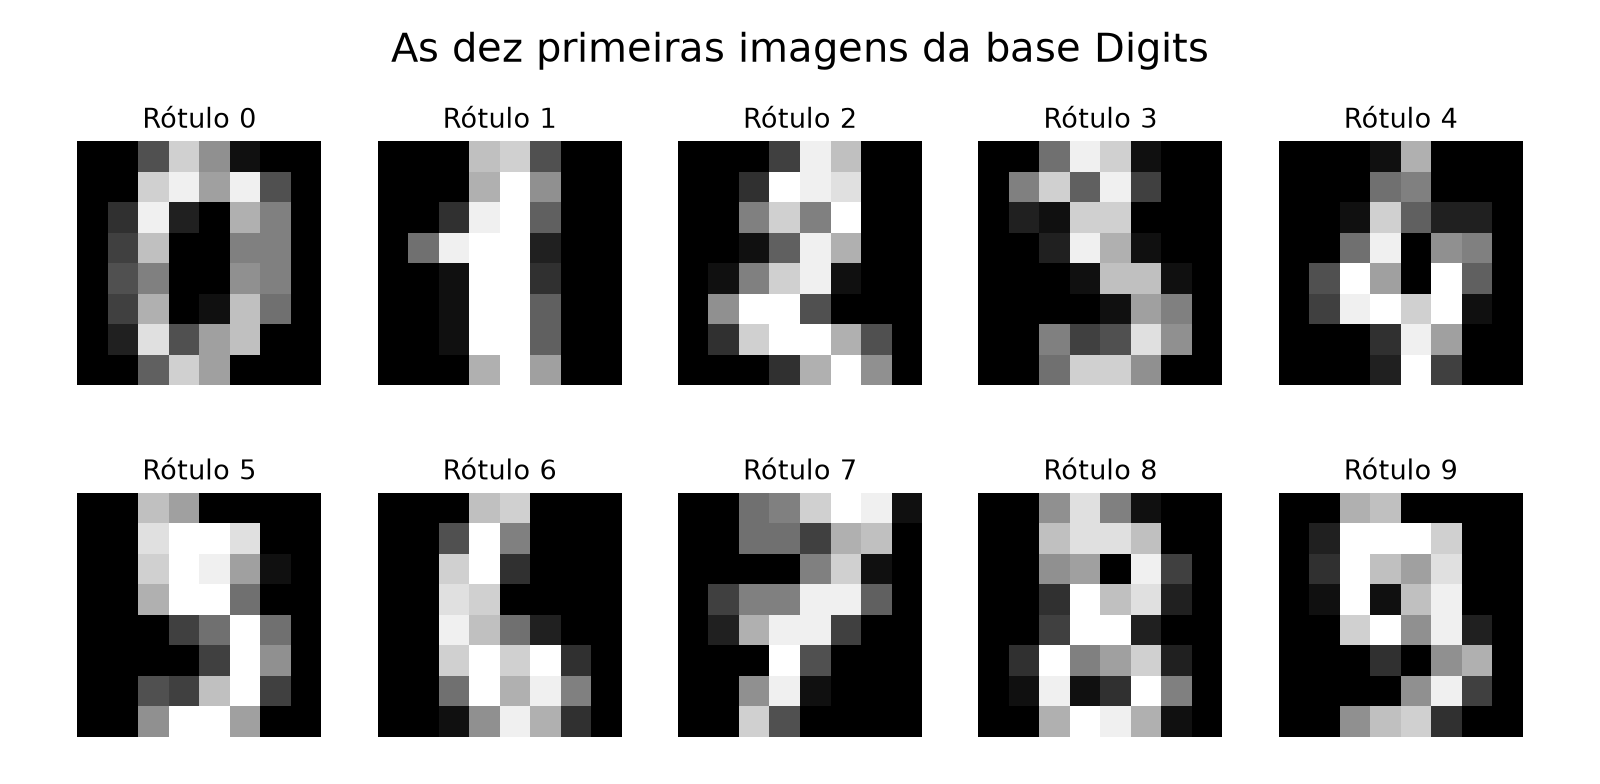 As dez primeiras imagens da base Digits
Rótulo 0
Rótulo 1
Rótulo 2
Rótulo 3
Rótulo 4
Rótulo 5
Rótulo 6
Rótulo 7
Rótulo 8
Rótulo 9